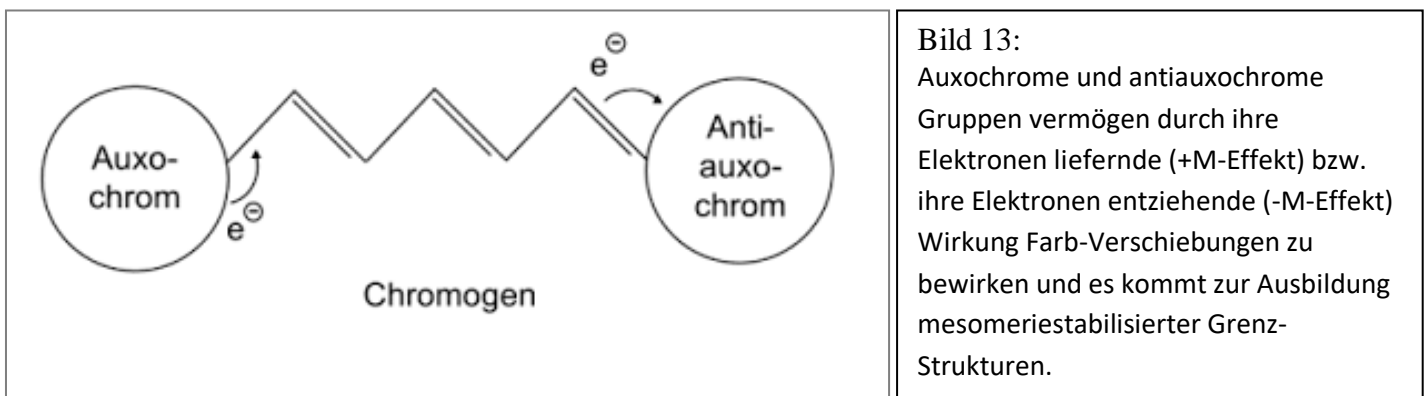 e⊖
Auxo-
chrom
e⊖
Anti-
auxo-
chrom
Chromogen
Bild 13:
Auxochrome und antiauxochrome
Gruppen vermögen durch ihre
Elektronen liefernde (+M-Effekt) bzw.
ihre Elektronen entziehende (-M-Effekt)
Wirkung Farb-Verschiebungen zu
bewirken und es kommt zur Ausbildung
mesomeriestabilisierter Grenz-
Strukturen.